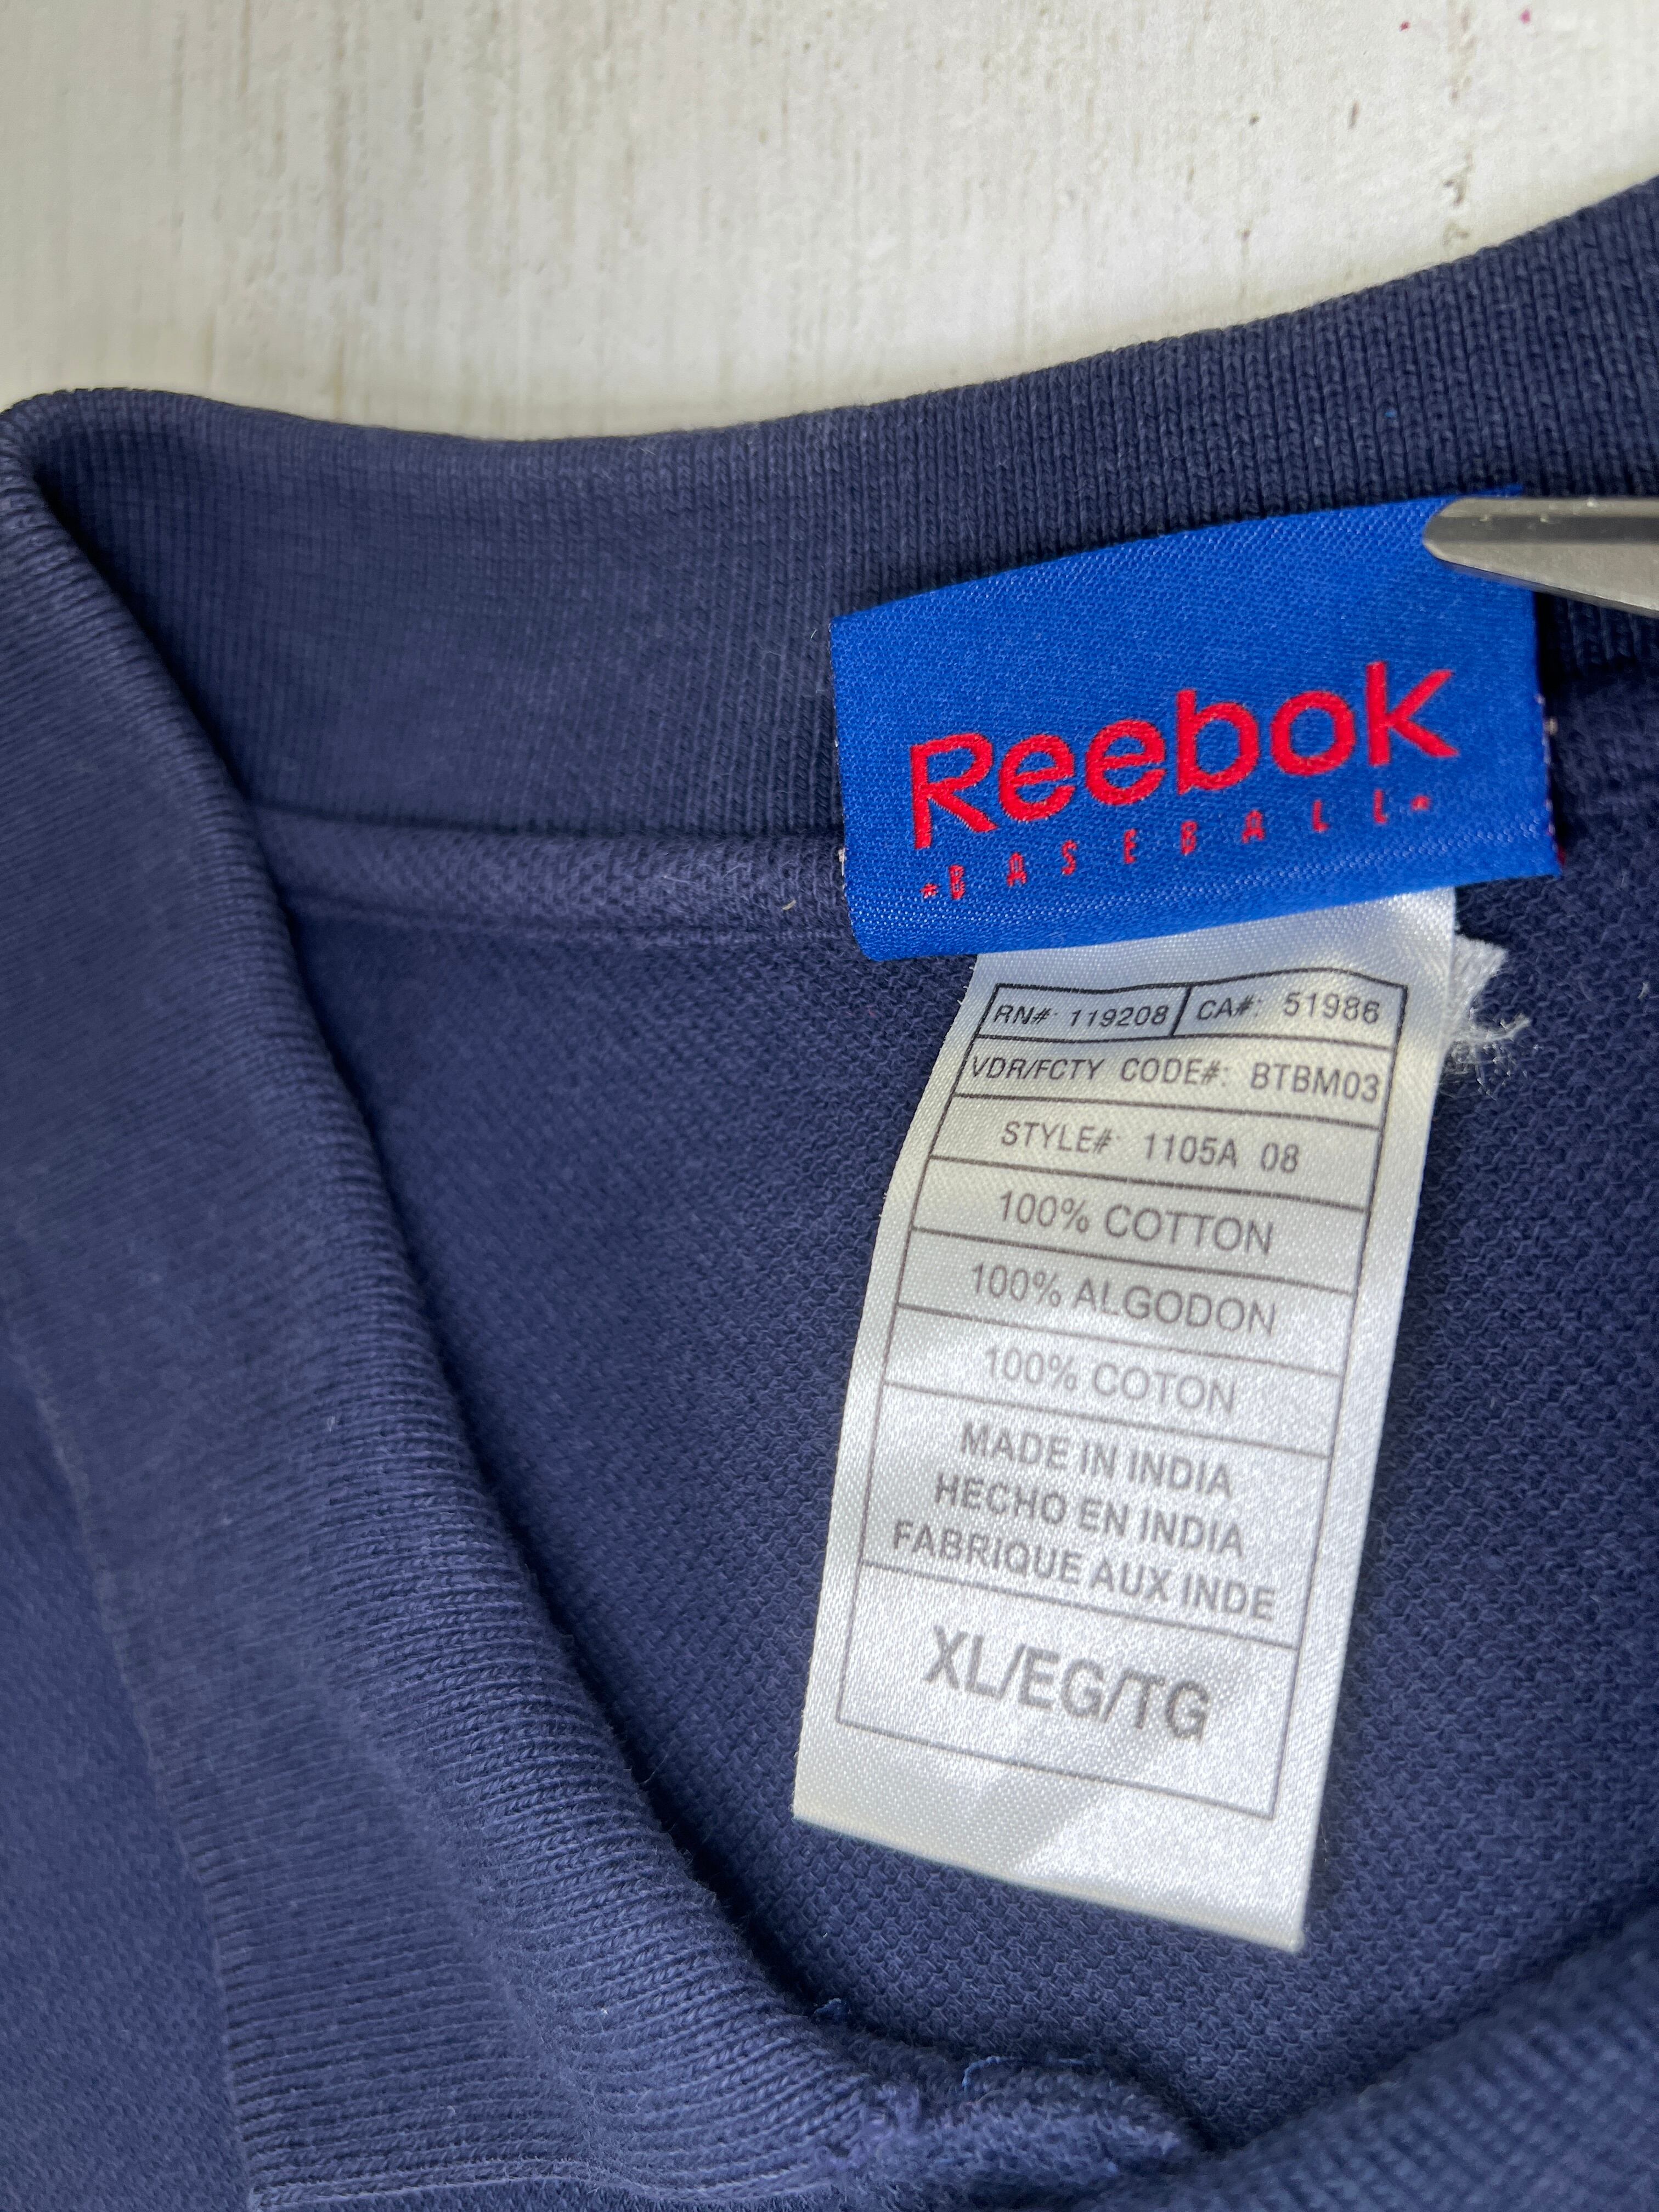 Reebok
*BASEBALL*
RN#: 119208 CA#: 51986
VDR/FCTY CODE#: BTBM03
STYLE#: 1105A 08
100% COTTON
100% ALGODON
100% COTON
MADE IN INDIA
HECHO EN INDIA
FABRIQUE AUX INDE
XL/EG/TG